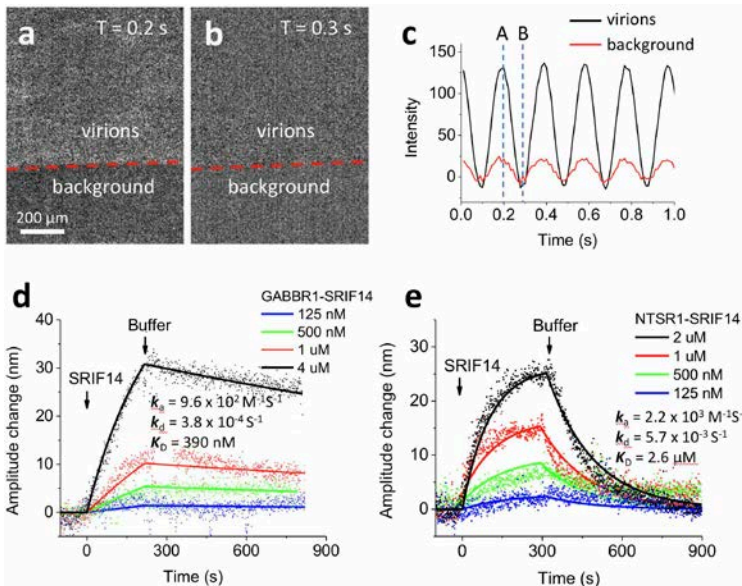 a
T = 0.2 s
virions
background
200 µm
b
T = 0.3 s
virions
background
c
A B
virions
background
Intensity
150
100
50
0
0.0 0.2 0.4 0.6 0.8 1.0
Time (s)
d
GABBR1-SRIF14
125 nM
500 nM
1 uM
4 uM
Buffer
SRIF14
kₐ = 9.6 x 10² M⁻¹S⁻¹
k_d = 3.8 x 10⁻⁴ S⁻¹
K_D = 390 nM
Amplitude change (nm)
40
30
20
10
0
0 300 600 900
Time (s)
e
NTSR1-SRIF14
2 uM
1 uM
500 nM
125 nM
Buffer
SRIF14
kₐ = 2.2 x 10³ M⁻¹S⁻¹
k_d = 5.7 x 10⁻³ S⁻¹
K_D = 2.6 µM
Amplitude change (nm)
30
20
10
0
0 300 600 900
Time (s)